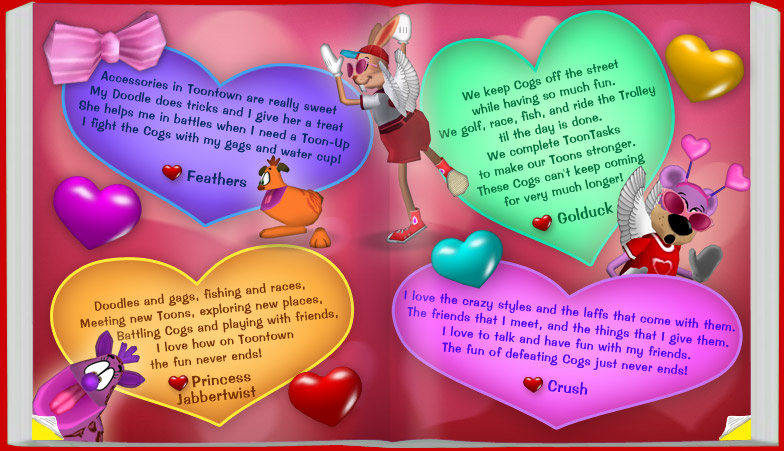 Accessories in Toontown are really sweet
My Doodle does tricks and I give her a treat
She helps me in battles when I need a Toon-Up
I fight the Cogs with my gags and water cup!
Feathers
We keep Cogs off the street
while having so much fun.
We golf, race, fish, and ride the Trolley
til the day is done.
We complete ToonTasks
to make our Toons stronger.
These Cogs can't keep coming
for very much longer!
Golduck
Doodles and gags, fishing and races,
Meeting new Toons, exploring new places,
Battling Cogs and playing with friends,
I love how on Toontown
the fun never ends!
Princess
Jabbertwist
I love the crazy styles and the laffs that come with them.
The friends that I meet, and the things that I give them.
I love to talk and have fun with my friends.
The fun of defeating Cogs just never ends!
Crush